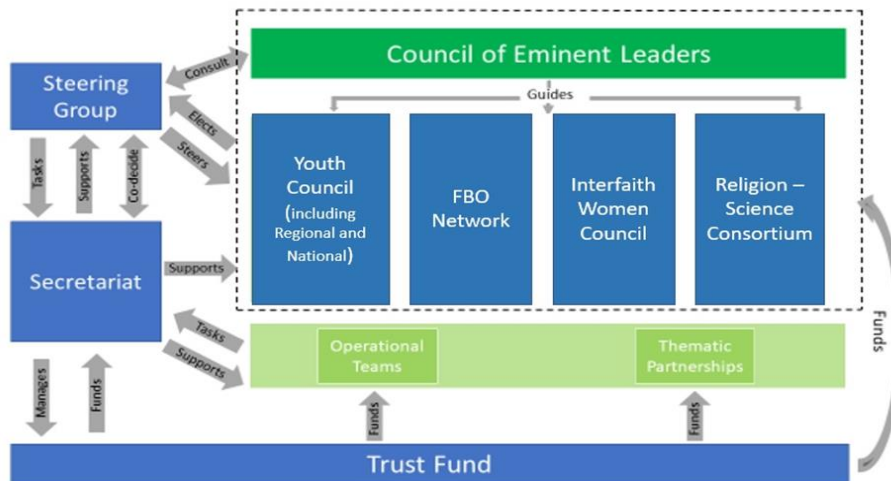 Council of Eminent Leaders
Steering
Group
Consult
Guides
Elects
Steers
Youth
Council
(including
Regional and
National)
FBO
Network
Interfaith
Women
Council
Religion –
Science
Consortium
Tasks
Supports
Co-decide
Secretariat
Supports
Tasks
Supports
Operational
Teams
Thematic
Partnerships
Funds
Manages
Funds
Funds
Funds
Trust Fund